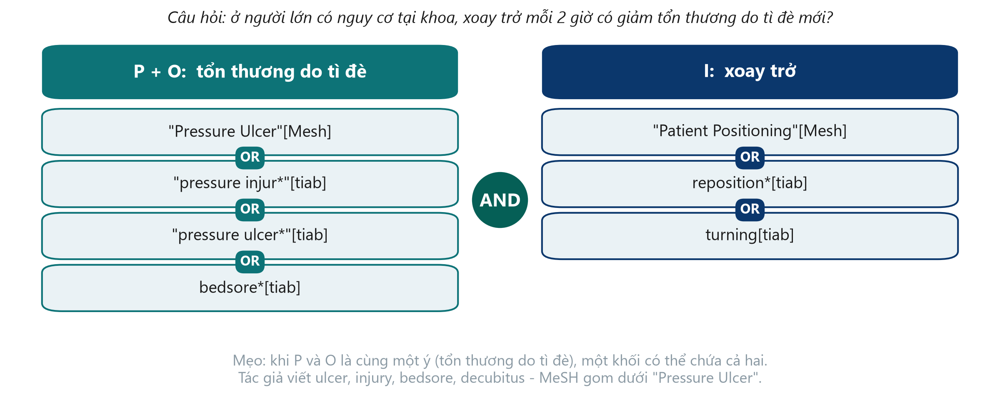 Câu hỏi: ở người lớn có nguy cơ tại khoa, xoay trở mỗi 2 giờ có giảm tổn thương do tì đè mới?
P + O: tổn thương do tì đè
"Pressure Ulcer"[Mesh]
OR
"pressure injur*"[tiab]
OR
"pressure ulcer*"[tiab]
OR
bedsore*[tiab]
AND
I: xoay trở
"Patient Positioning"[Mesh]
OR
reposition*[tiab]
OR
turning[tiab]
Mẹo: khi P và O là cùng một ý (tổn thương do tì đè), một khối có thể chứa cả hai.
Tác giả viết ulcer, injury, bedsore, decubitus - MeSH gom dưới "Pressure Ulcer".